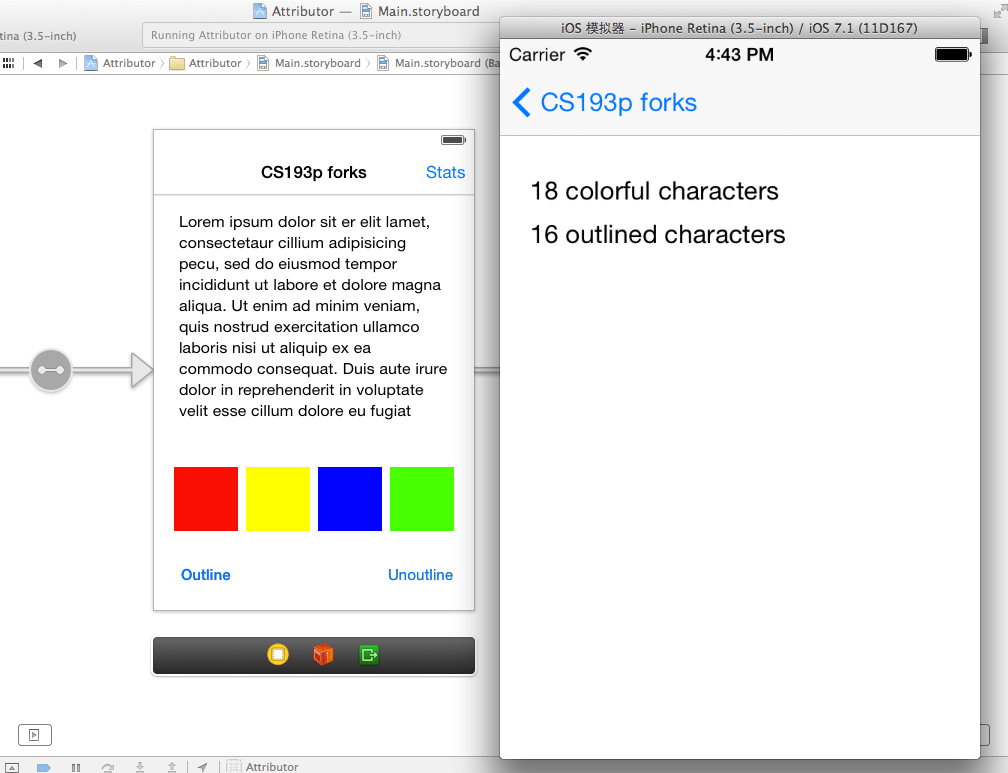 Attributor — Main.storyboard
tina (3.5-inch)
Running Attributor on iPhone Retina (3.5-inch)
Attributor
Attributor
Main.storyboard
Main.storyboard (Ba
CS193p forks
Stats
Lorem ipsum dolor sit er elit lamet,
consectetaur cillium adipisicing
pecu, sed do eiusmod tempor
incididunt ut labore et dolore magna
aliqua. Ut enim ad minim veniam,
quis nostrud exercitation ullamco
laboris nisi ut aliquip ex ea
commodo consequat. Duis aute irure
dolor in reprehenderit in voluptate
velit esse cillum dolore eu fugiat
Outline
Unoutline
Attributor
iOS 模拟器 – iPhone Retina (3.5-inch) / iOS 7.1 (11D167)
Carrier
4:43 PM
CS193p forks
18 colorful characters
16 outlined characters